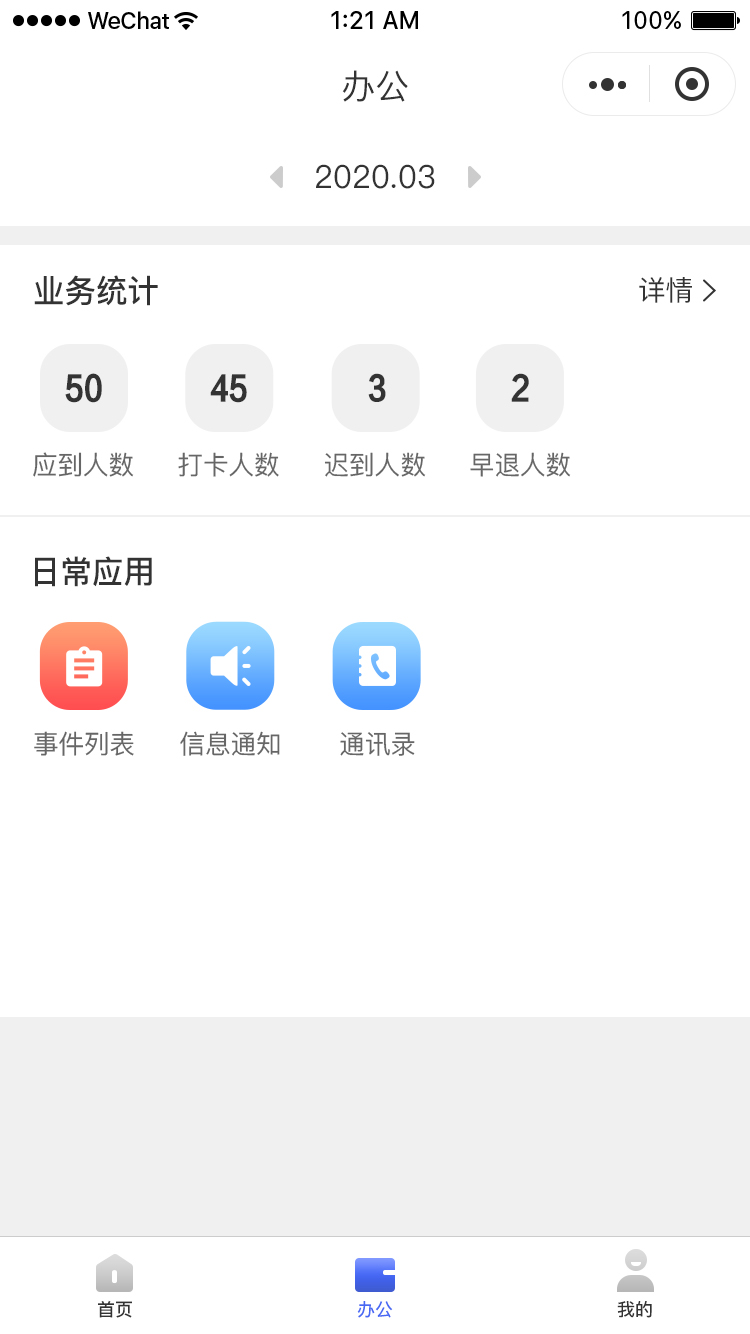 WeChat 1:21 AM 100%
办公
2020.03
业务统计 详情
50 45 3 2
应到人数 打卡人数 迟到人数 早退人数
日常应用
事件列表 信息通知 通讯录
首页 办公 我的